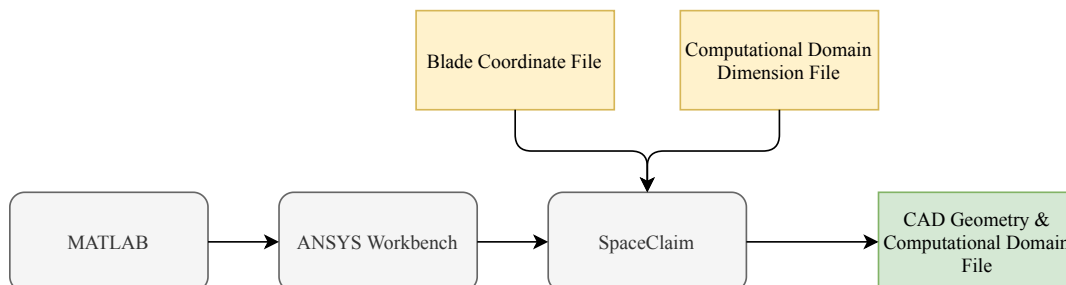 Blade Coordinate File
Computational Domain
Dimension File
MATLAB
ANSYS Workbench
SpaceClaim
CAD Geometry &
Computational Domain
File